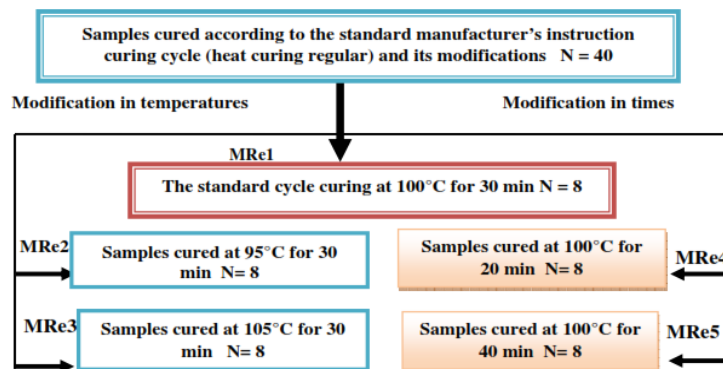 Samples cured according to the standard manufacturer’s instruction
curing cycle (heat curing regular) and its modifications N = 40
Modification in temperatures
Modification in times
MRe1
The standard cycle curing at 100°C for 30 min N = 8
MRe2
Samples cured at 95°C for 30
min N= 8
Samples cured at 100°C for
20 min N= 8
MRe4
MRe3
Samples cured at 105°C for 30
min N= 8
Samples cured at 100°C for
40 min N= 8
MRe5